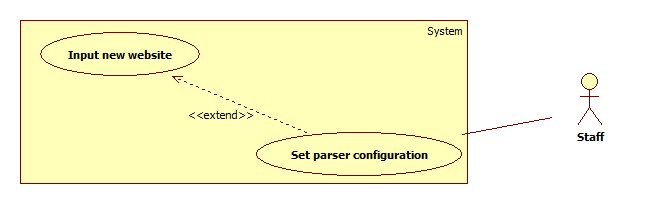 System
Input new website
<<extend>>
Set parser configuration
Staff